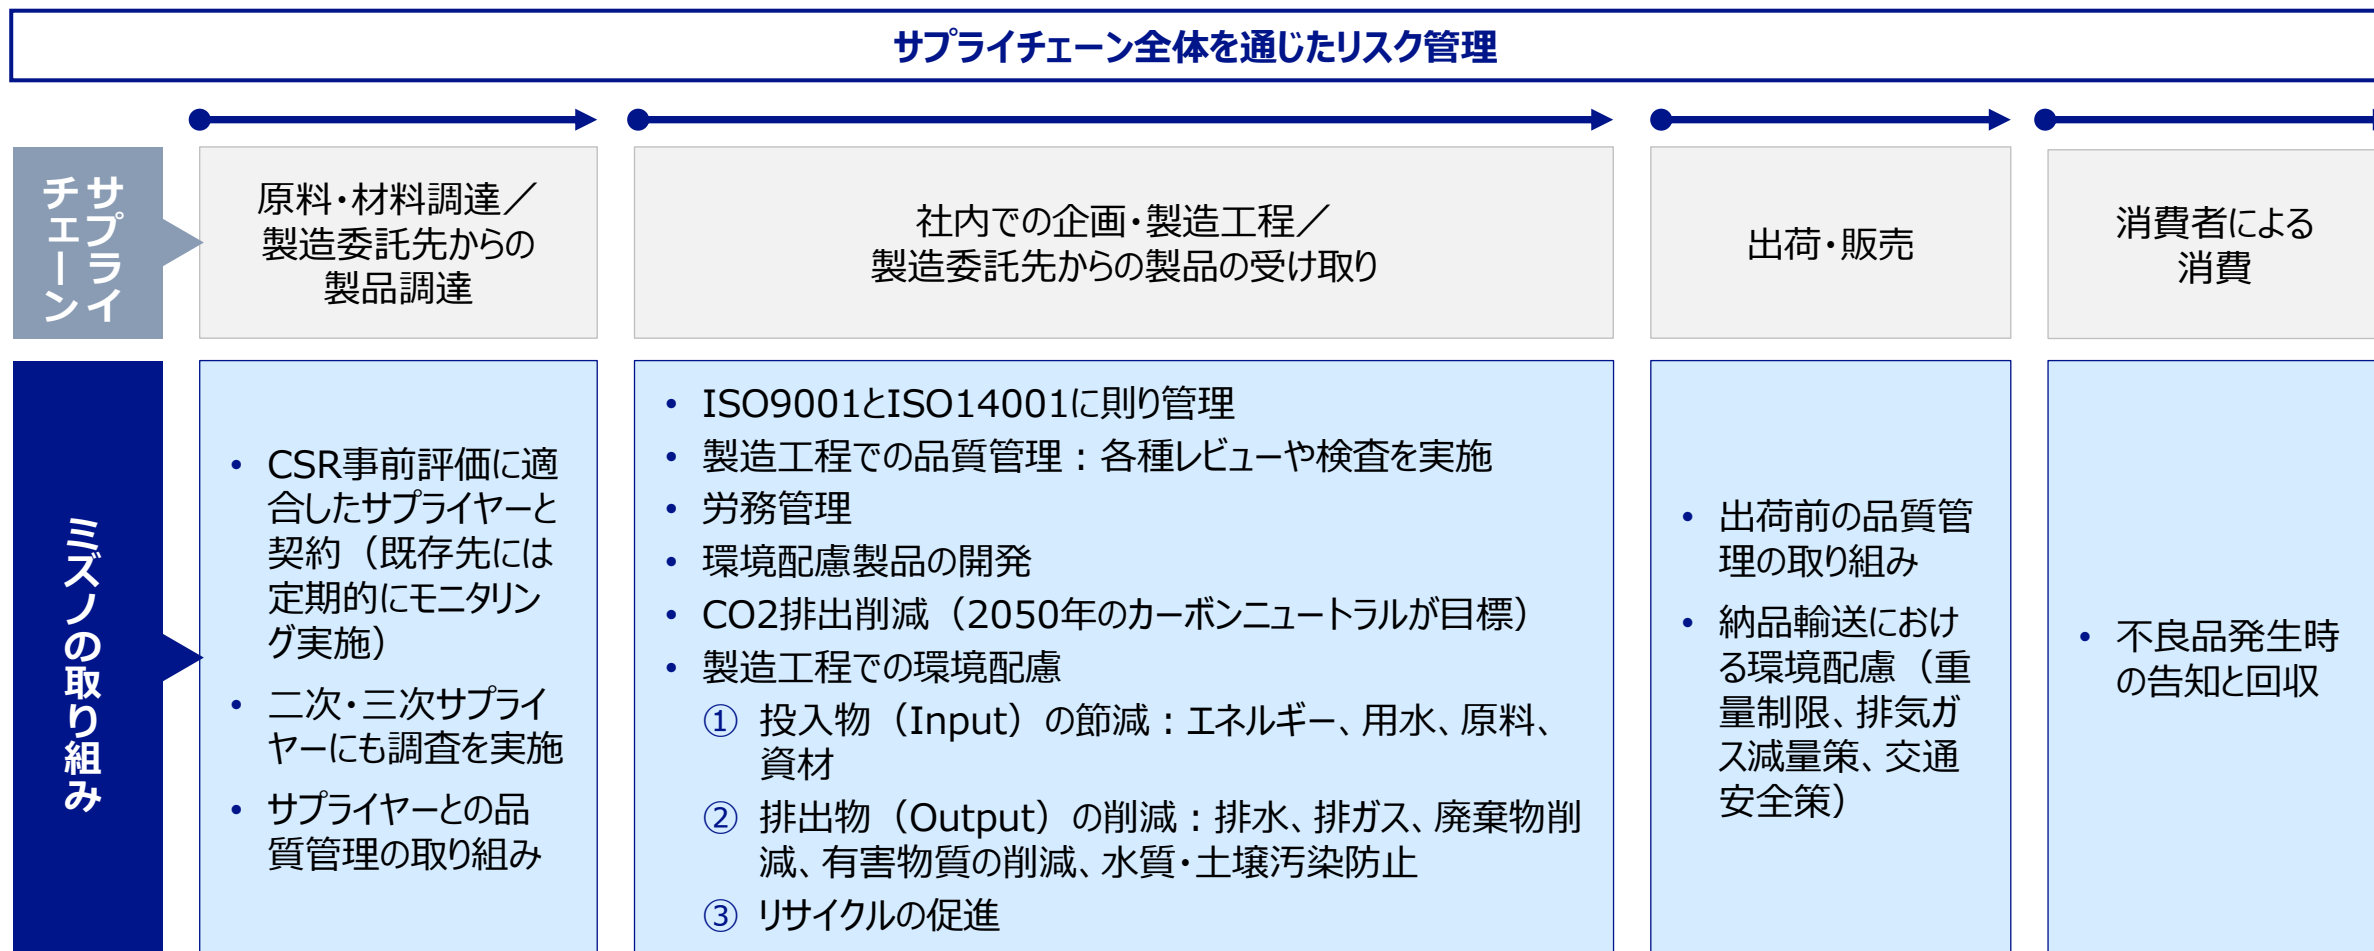 サプライチェーン全体を通じたリスク管理
サプライ
チェーン
原料・材料調達／
製造委託先からの
製品調達
社内での企画・製造工程／
製造委託先からの製品の受け取り
出荷・販売
消費者による
消費
ミズノの取り組み
• CSR事前評価に適
合したサプライヤーと
契約（既存先には
定期的にモニタリン
グ実施）
• 二次・三次サプライ
ヤーにも調査を実施
• サプライヤーとの品
質管理の取り組み
• ISO9001とISO14001に則り管理
• 製造工程での品質管理：各種レビューや検査を実施
• 労務管理
• 環境配慮製品の開発
• CO2排出削減（2050年のカーボンニュートラルが目標）
• 製造工程での環境配慮
① 投入物（Input）の節減：エネルギー、用水、原料、
資材
② 排出物（Output）の削減：排水、排ガス、廃棄物削
減、有害物質の削減、水質・土壌汚染防止
③ リサイクルの促進
• 出荷前の品質管
理の取り組み
• 納品輸送におけ
る環境配慮（重
量制限、排気ガ
ス減量策、交通
安全策）
• 不良品発生時
の告知と回収